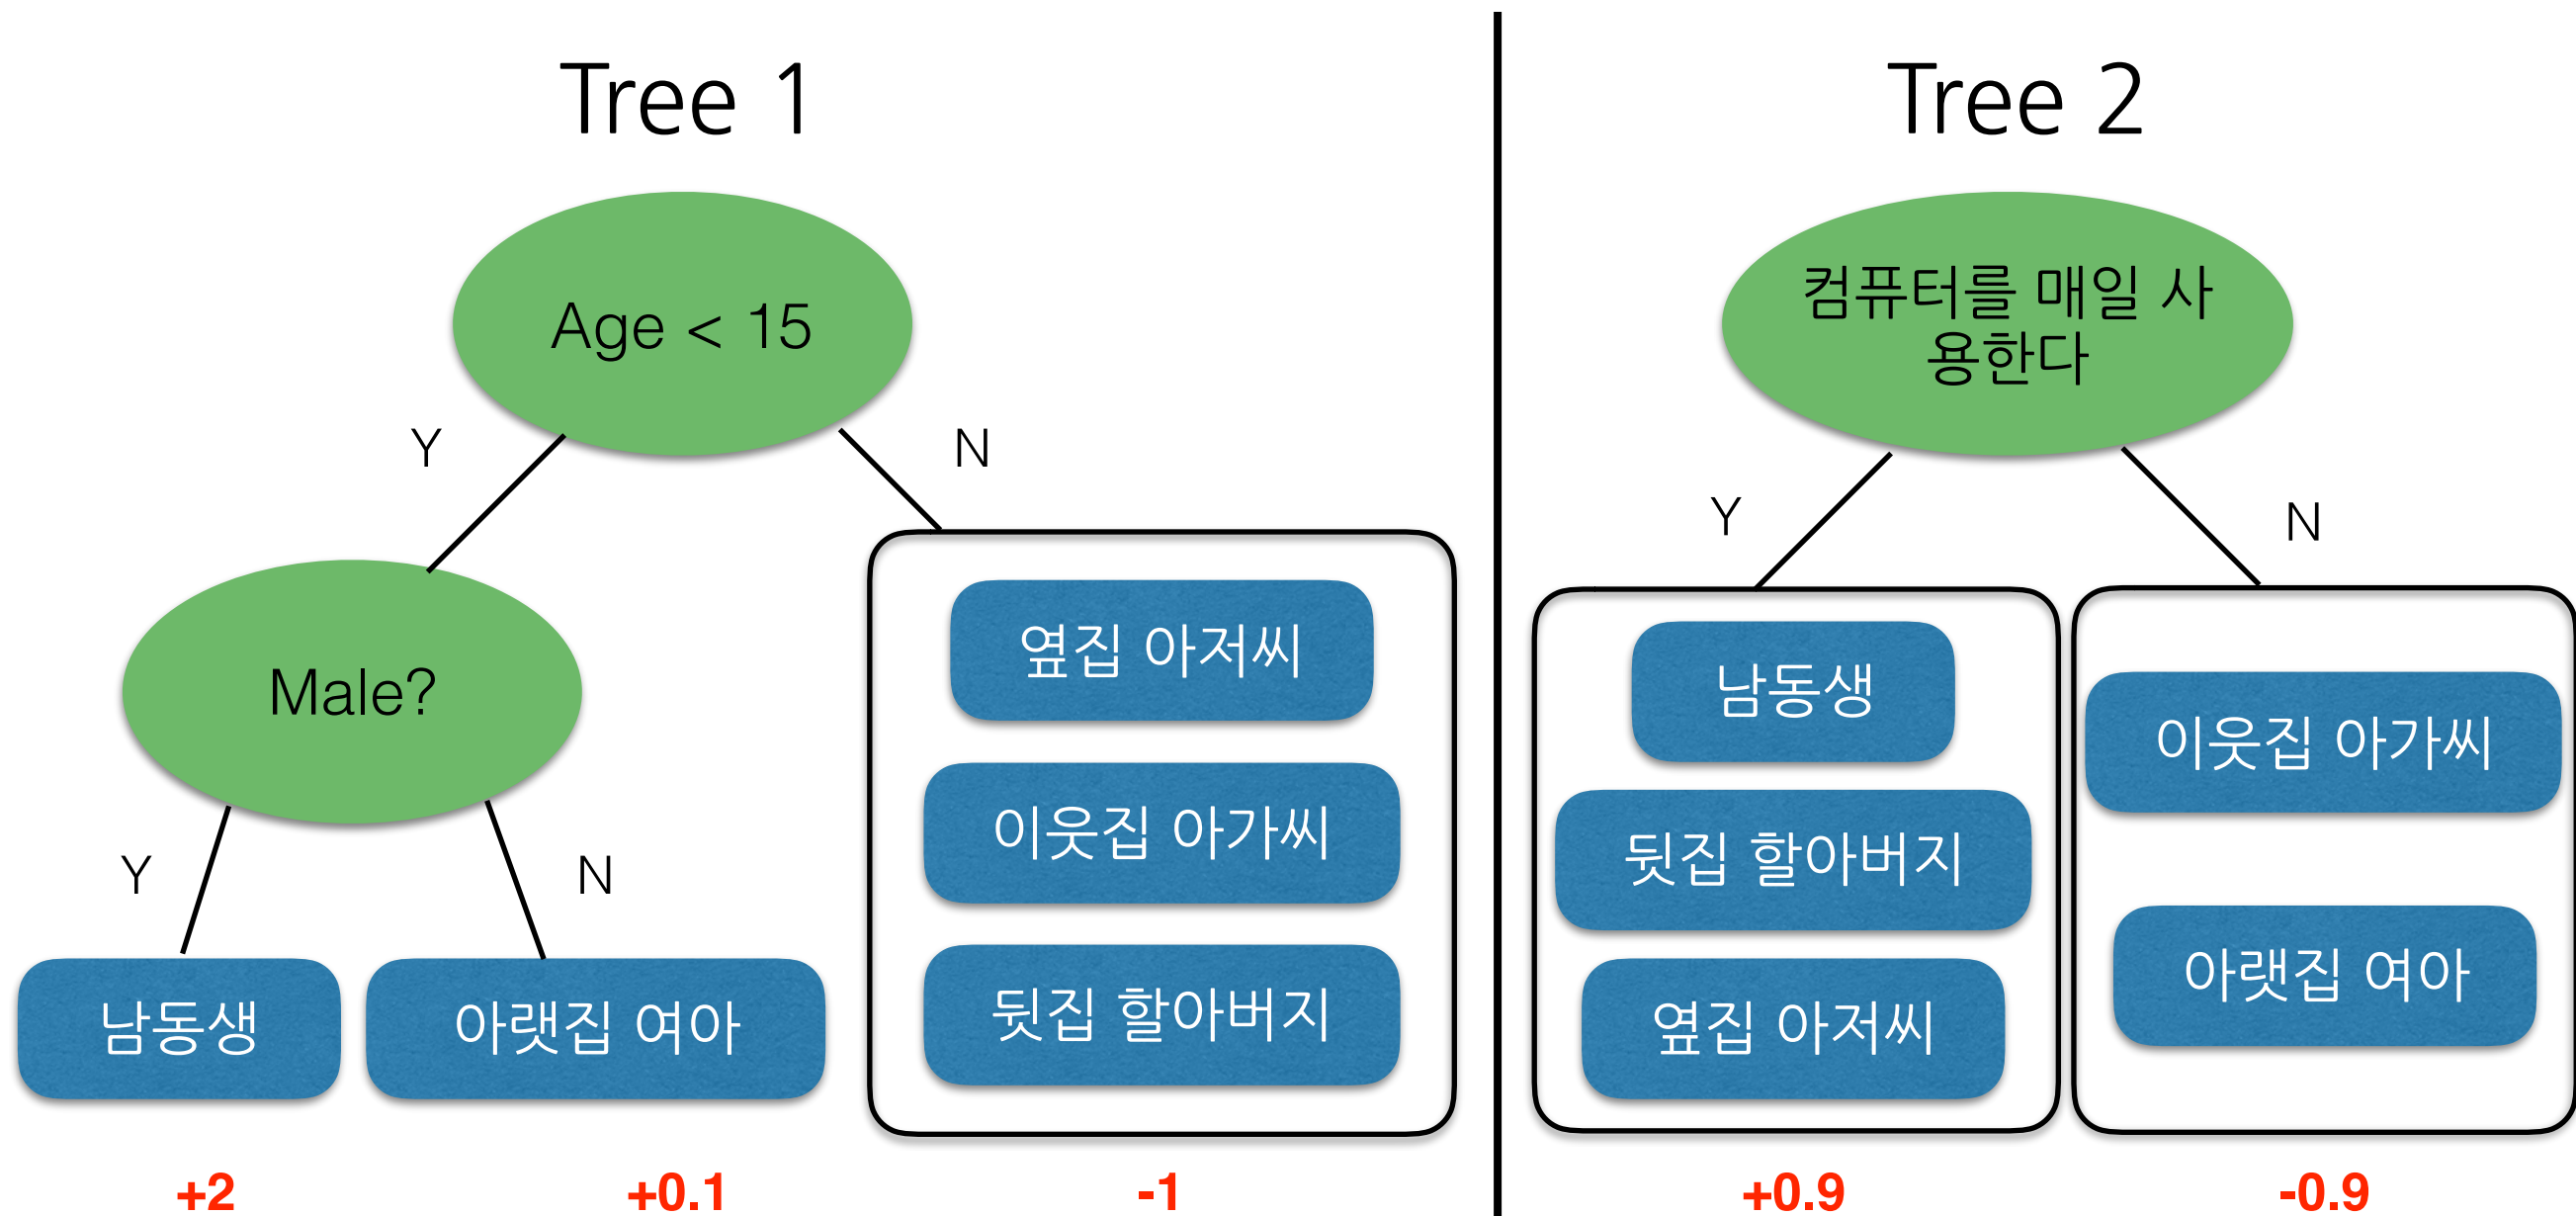 Tree 1
Age < 15
Y
N
Male?
Y
N
남동생
아랫집 여아
옆집 아저씨
이웃집 아가씨
뒷집 할아버지
+2
+0.1
-1
Tree 2
컴퓨터를 매일 사
용한다
Y
N
남동생
뒷집 할아버지
옆집 아저씨
이웃집 아가씨
아랫집 여아
+0.9
-0.9